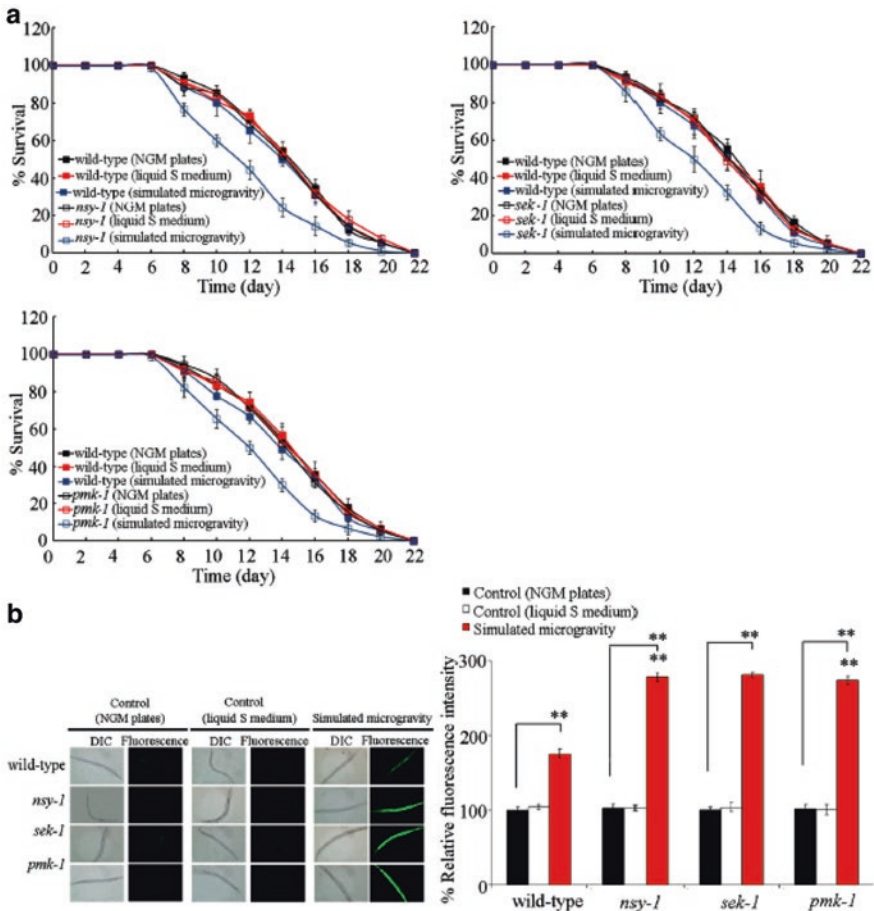 a
120
100
80
60
40
20
0
% Survival
wild-type (NGM plates)
wild-type (liquid S medium)
wild-type (simulated microgravity)
nsy-1 (NGM plates)
nsy-1 (liquid S medium)
nsy-1 (simulated microgravity)
0 2 4 6 8 10 12 14 16 18 20 22
Time (day)
120
100
80
60
40
20
0
% Survival
wild-type (NGM plates)
wild-type (liquid S medium)
wild-type (simulated microgravity)
sek-1 (NGM plates)
sek-1 (liquid S medium)
sek-1 (simulated microgravity)
0 2 4 6 8 10 12 14 16 18 20 22
Time (day)
120
100
80
60
40
20
0
% Survival
wild-type (NGM plates)
wild-type (liquid S medium)
wild-type (simulated microgravity)
pmk-1 (NGM plates)
pmk-1 (liquid S medium)
pmk-1 (simulated microgravity)
0 2 4 6 8 10 12 14 16 18 20 22
Time (day)
b
Control (NGM plates)
Control (liquid S medium)
Simulated microgravity
Control
(NGM plates)
Control
(liquid S medium)
Simulated microgravity
DIC Fluorescence DIC Fluorescence DIC Fluorescence
wild-type
nsy-1
sek-1
pmk-1
% Relative fluorescence intensity
300
200
100
0
**
**
**
**
**
**
wild-type nsy-1 sek-1 pmk-1